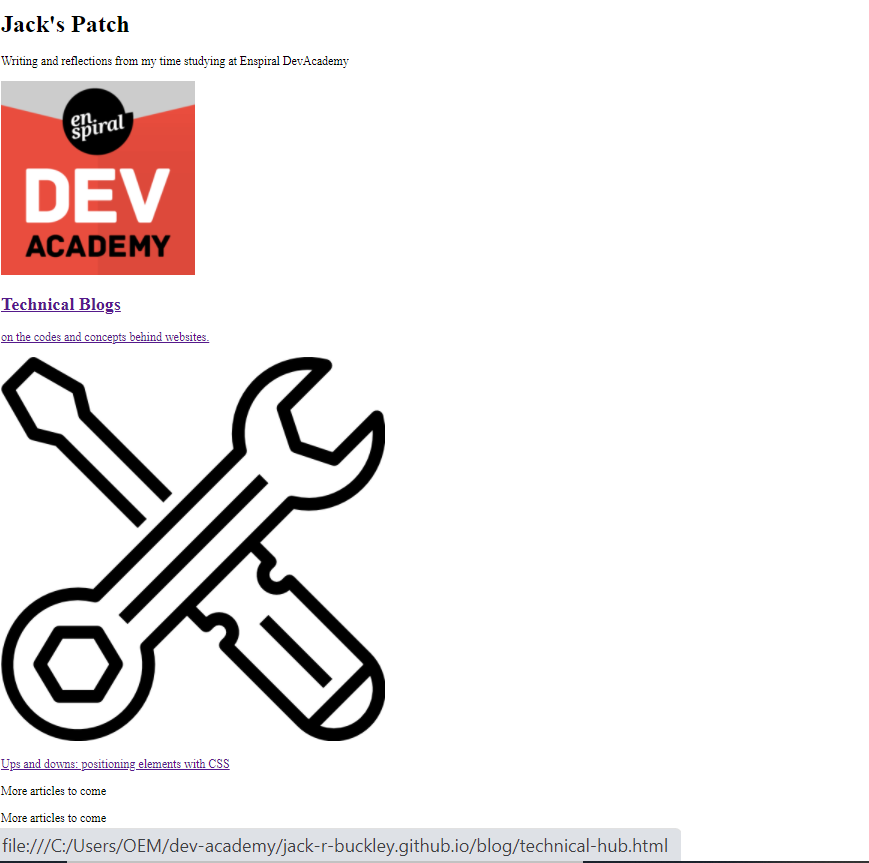 Jack's Patch
Writing and reflections from my time studying at Enspiral DevAcademy
en
spiral
DEV
ACADEMY
Technical Blogs
on the codes and concepts behind websites.
Ups and downs: positioning elements with CSS
More articles to come
More articles to come
file:///C:/Users/OEM/dev-academy/jack-r-buckley.github.io/blog/technical-hub.html